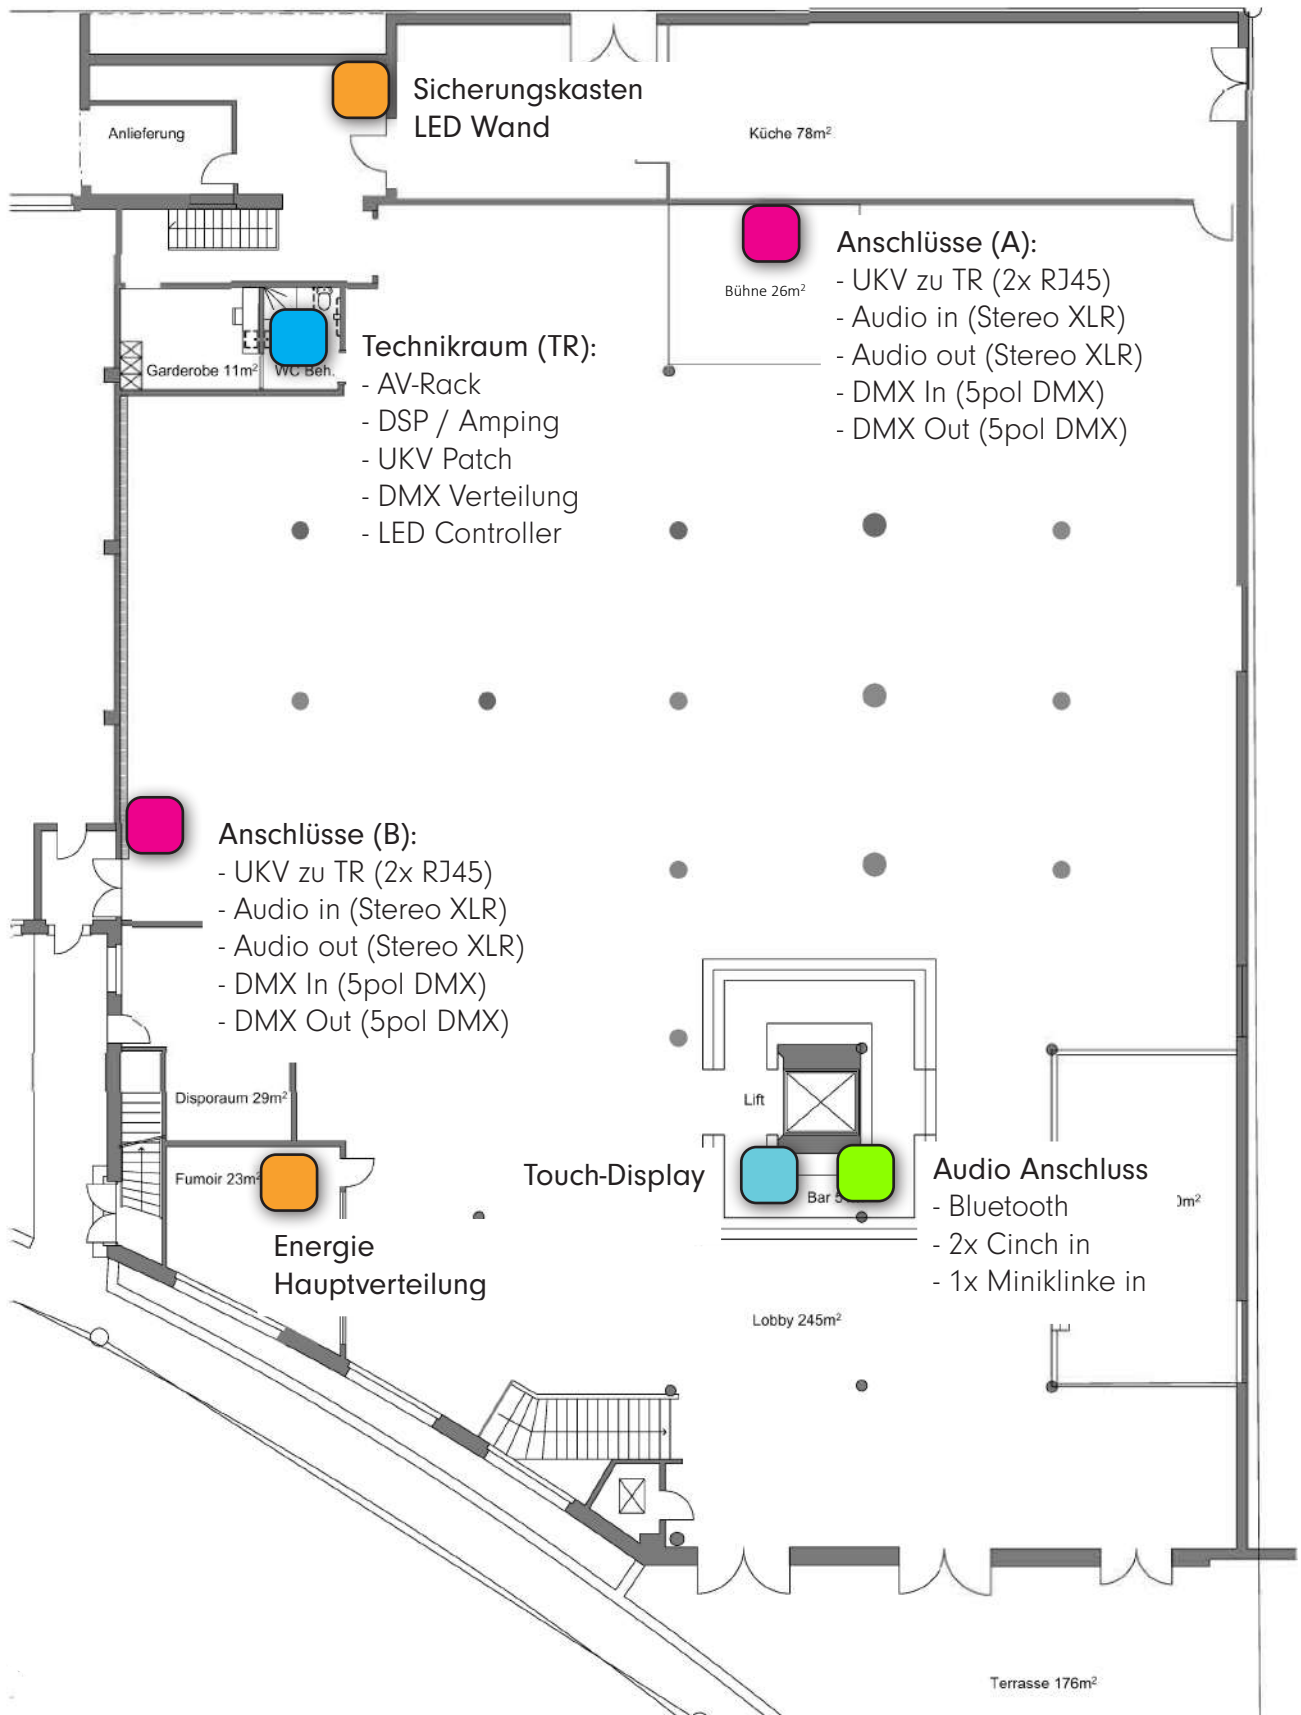 Sicherungskasten
LED Wand
Anlieferung
Küche 78m²
Anschlüsse (A):
- UKV zu TR (2x RJ45)
- Audio in (Stereo XLR)
- Audio out (Stereo XLR)
- DMX In (5pol DMX)
- DMX Out (5pol DMX)
Bühne 26m²
Technikraum (TR):
- AV-Rack
- DSP / Amping
- UKV Patch
- DMX Verteilung
- LED Controller
Garderobe 11m²
WC Beh.
Anschlüsse (B):
- UKV zu TR (2x RJ45)
- Audio in (Stereo XLR)
- Audio out (Stereo XLR)
- DMX In (5pol DMX)
- DMX Out (5pol DMX)
Disporaum 29m²
Lift
Fumoir 23m²
Touch-Display
Bar
Audio Anschluss
- Bluetooth
- 2x Cinch in
- 1x Miniklinke in
Energie
Hauptverteilung
Lobby 245m²
Terrasse 176m²